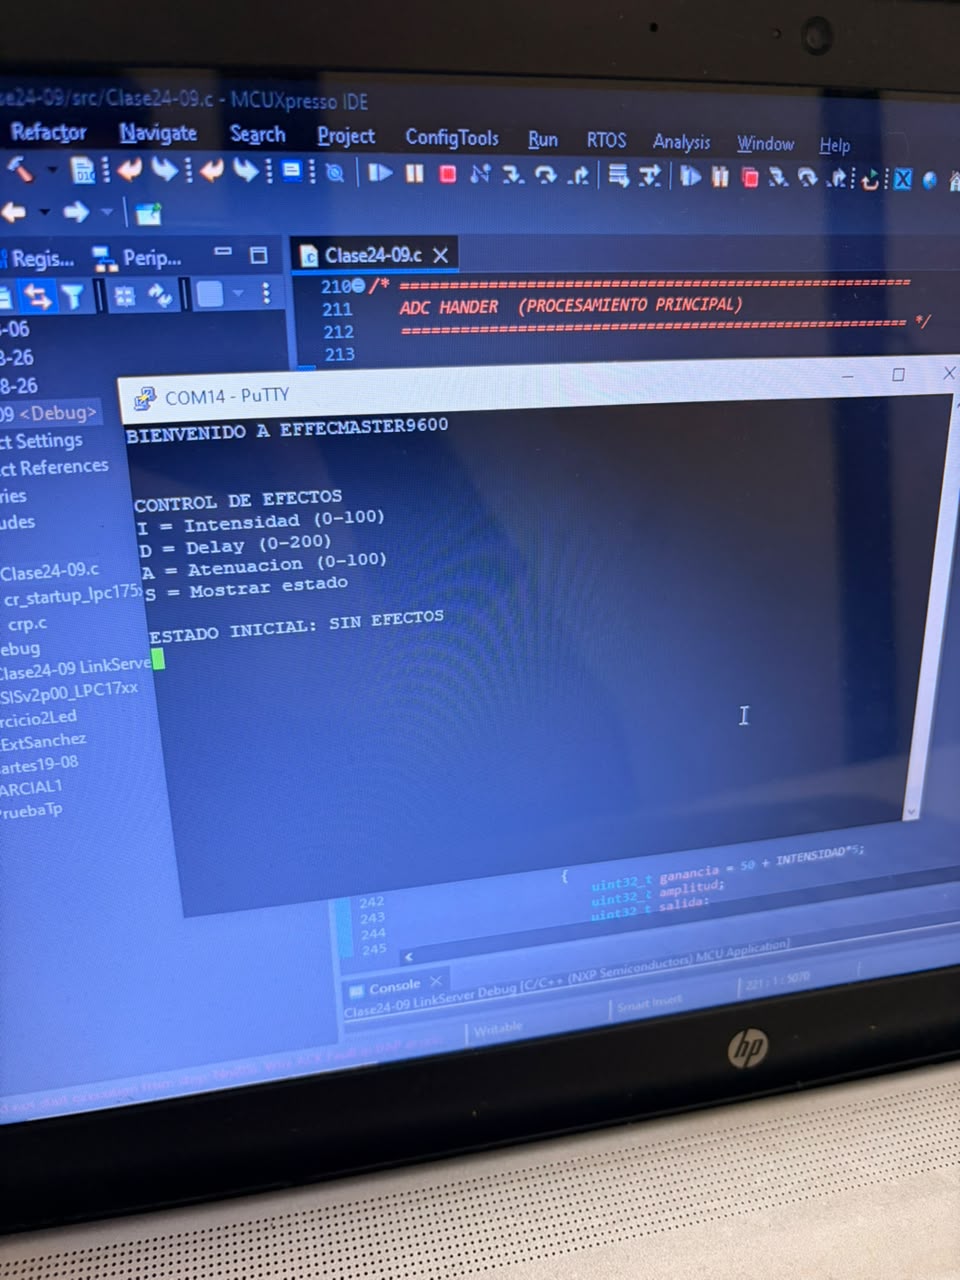 se24-09/src/Clase24-09.c - MCUXpresso IDE
Refactor Navigate Search Project ConfigTools Run RTOS Analysis Window Help
Regis... Perip...
Clase24-09.c
210 /* ==================================================
211 ADC HANDER (PROCESAMIENTO PRINCIPAL)
212 ================================================== */
213
-06
8-26
8-26
09 <Debug>
ct Settings
ct References
ries
udes
Clase24-09.c
cr_startup_lpc175
crp.c
ebug
Clase24-09 LinkServe
SISv2p00_LPC17xx
rcicio2Led
ExtSanchez
artes19-08
ARCIAL1
PruebaTp
COM14 - PuTTY
BIENVENIDO A EFFECMASTER9600
CONTROL DE EFECTOS
I = Intensidad (0-100)
D = Delay (0-200)
A = Atenuacion (0-100)
S = Mostrar estado
ESTADO INICIAL: SIN EFECTOS
{
uint32_t ganancia = 50 + INTENSIDAD*5;
242 uint32_t amplitud;
243 uint32_t salida;
244
245
Console
Clase24-09 LinkServer Debug [C/C++ (NXP Semiconductors) MCU Application]
Writable Smart Insert 221 : 1 : 5070
hp